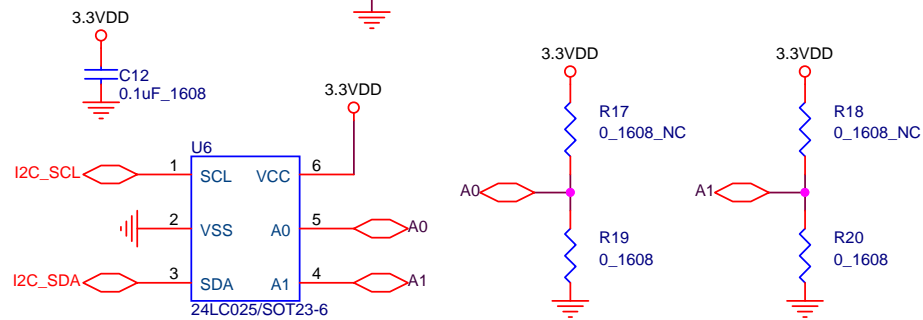 3.3VDD
C12
0.1uF_1608
3.3VDD
U6
I2C_SCL
1
SCL
VCC
6
2
VSS
A0
5
A0
I2C_SDA
3
SDA
A1
4
A1
24LC025/SOT23-6
3.3VDD
R17
0_1608_NC
A0
R19
0_1608
3.3VDD
R18
0_1608_NC
A1
R20
0_1608